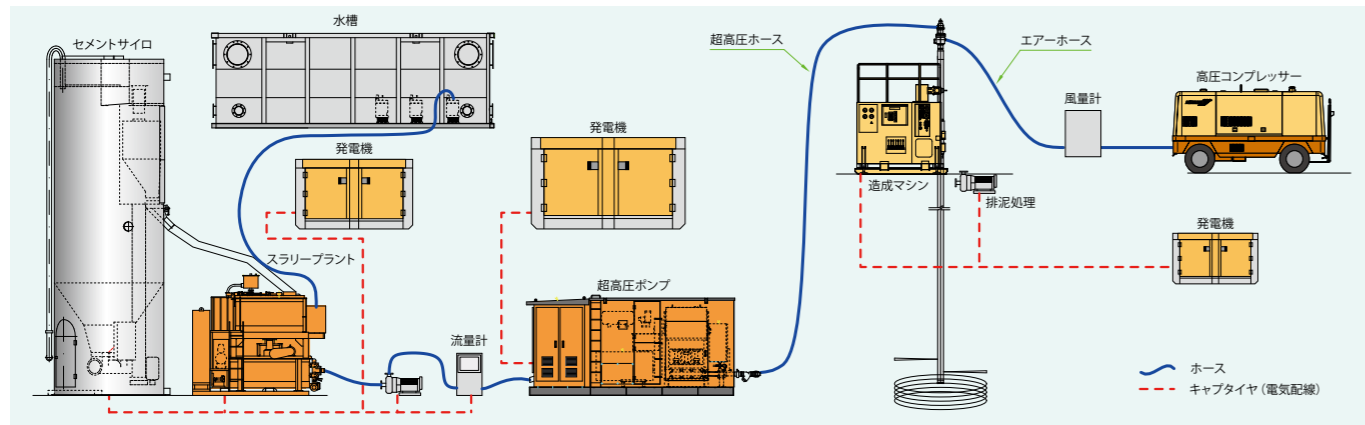 水槽
セメントサイロ
超高圧ホース
エアーホース
高圧コンプレッサー
風量計
発電機
発電機
造成マシン
排泥処理
発電機
スラリープラント
超高圧ポンプ
流量計
ホース
キャプタイヤ（電気配線）